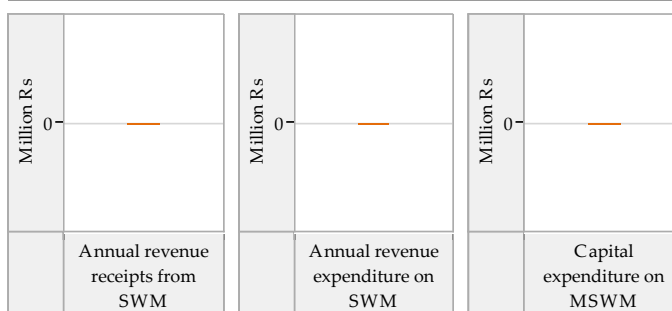 Million Rs
0
Annual revenue
receipts from
SWM
Million Rs
0
Annual revenue
expenditure on
SWM
Million Rs
0
Capital
expenditure on
MSWM